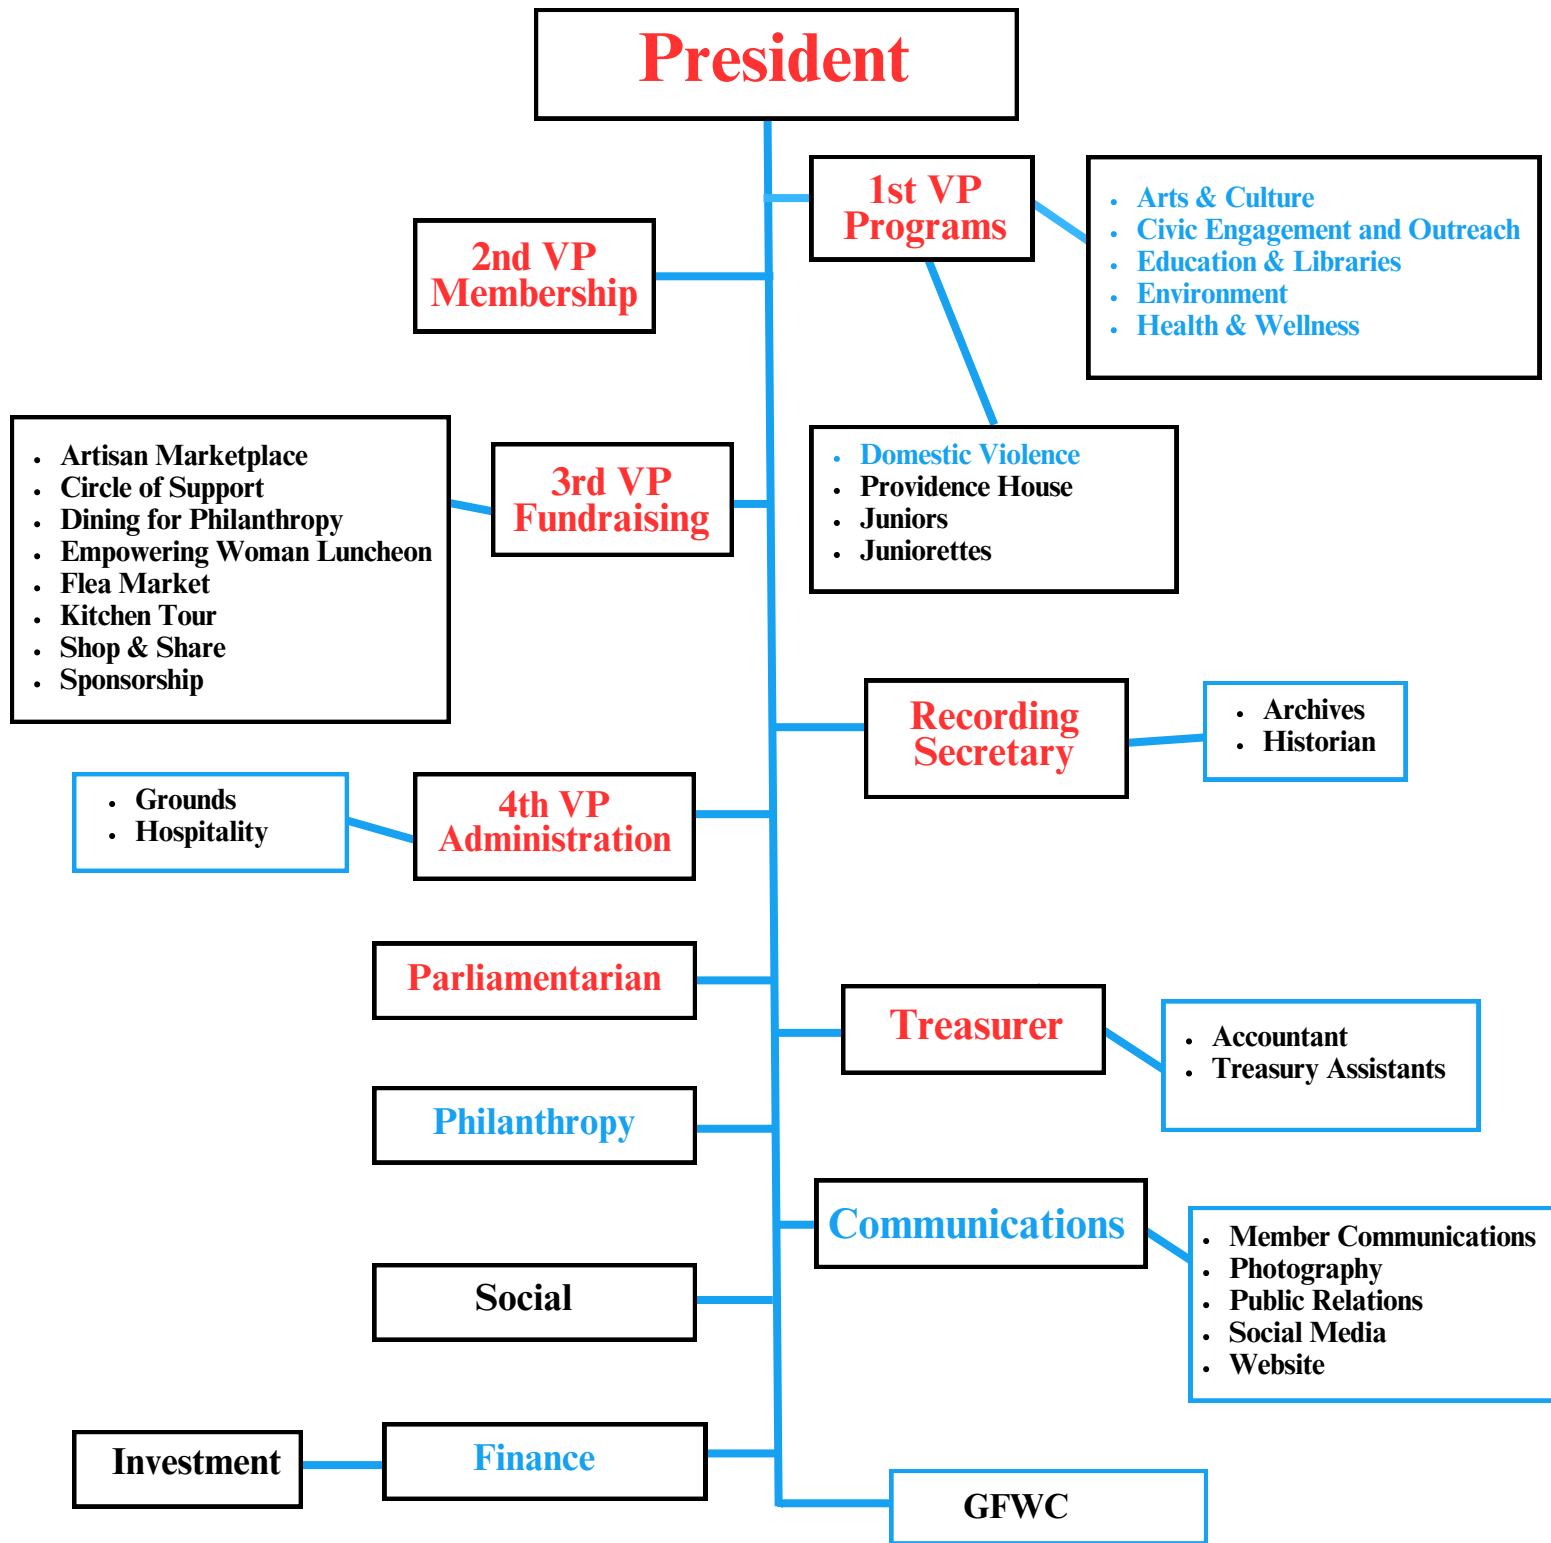 President
1st VP
Programs
• Arts & Culture
• Civic Engagement and Outreach
• Education & Libraries
• Environment
• Health & Wellness
2nd VP
Membership
• Artisan Marketplace
• Circle of Support
• Dining for Philanthropy
• Empowering Woman Luncheon
• Flea Market
• Kitchen Tour
• Shop & Share
• Sponsorship
3rd VP
Fundraising
• Domestic Violence
• Providence House
• Juniors
• Juniorettes
Recording
Secretary
• Archives
• Historian
• Grounds
• Hospitality
4th VP
Administration
Parliamentarian
Treasurer
• Accountant
• Treasury Assistants
Philanthropy
Communications
• Member Communications
• Photography
• Public Relations
• Social Media
• Website
Social
Investment
Finance
GFWC